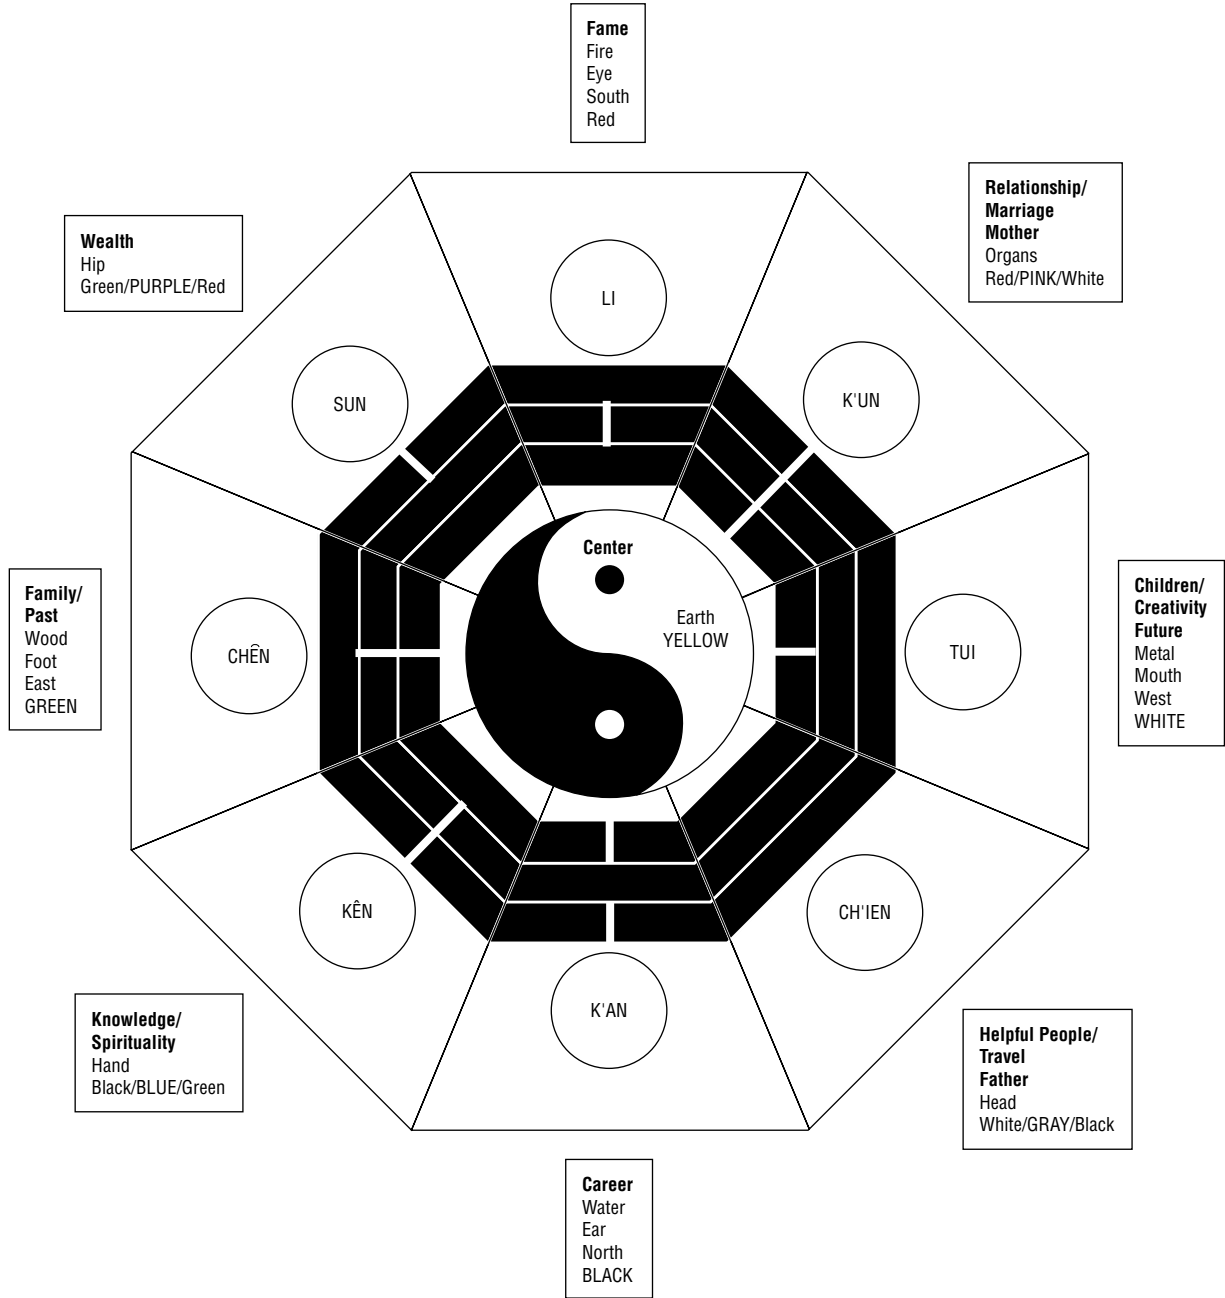 Fame
Fire
Eye
South
Red
Relationship/
Marriage
Mother
Organs
Red/PINK/White
Wealth
Hip
Green/PURPLE/Red
LI
SUN
K'UN
Center
Earth
YELLOW
Family/
Past
Wood
Foot
East
GREEN
CHÊN
TUI
Children/
Creativity
Future
Metal
Mouth
West
WHITE
KÊN
CH'IEN
K'AN
Knowledge/
Spirituality
Hand
Black/BLUE/Green
Helpful People/
Travel
Father
Head
White/GRAY/Black
Career
Water
Ear
North
BLACK